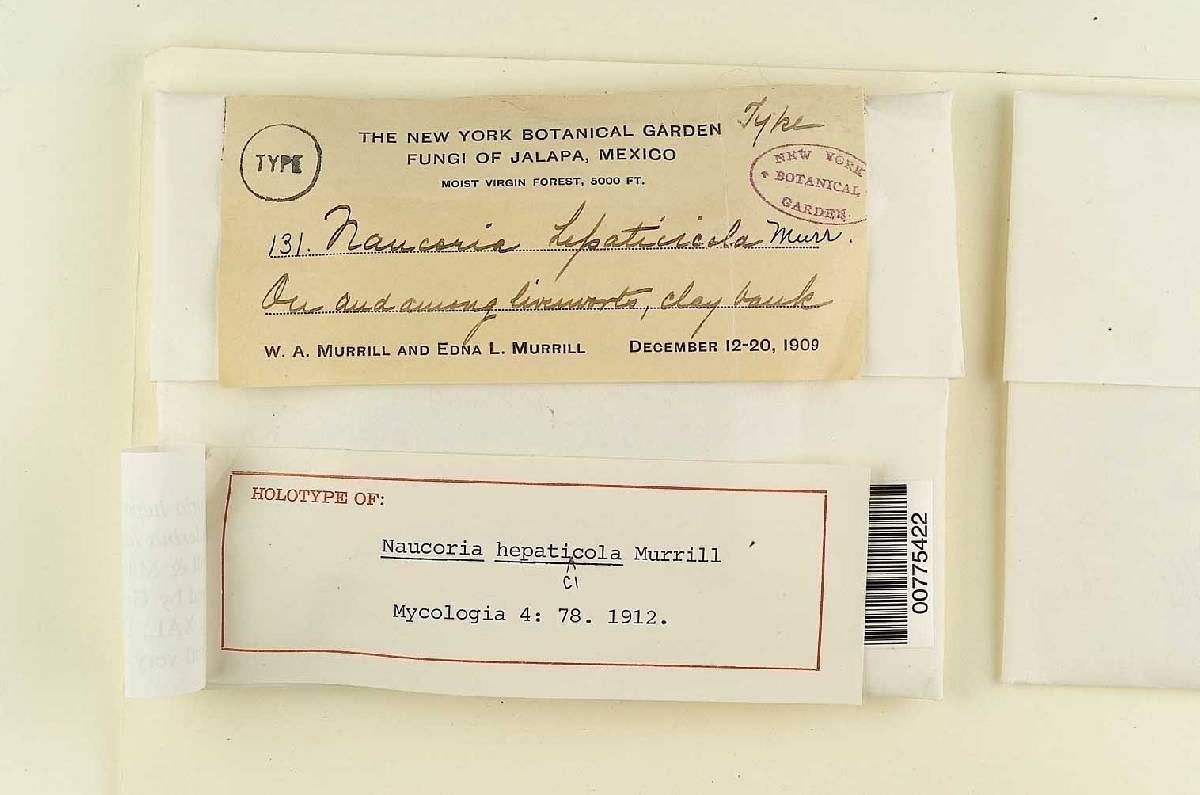 TYPE
THE NEW YORK BOTANICAL GARDEN
Type
FUNGI OF JALAPA, MEXICO
MOIST VIRGIN FOREST, 5000 FT.
NEW YORK
BOTANICAL
GARDEN
131. Naucoria hepaticicola Murr.
On and among liverworts, clay bank
W. A. MURRILL AND EDNA L. MURRILL DECEMBER 12-20, 1909
HOLOTYPE OF:
Naucoria hepaticola Murrill
ci
Mycologia 4: 78. 1912.
00775422